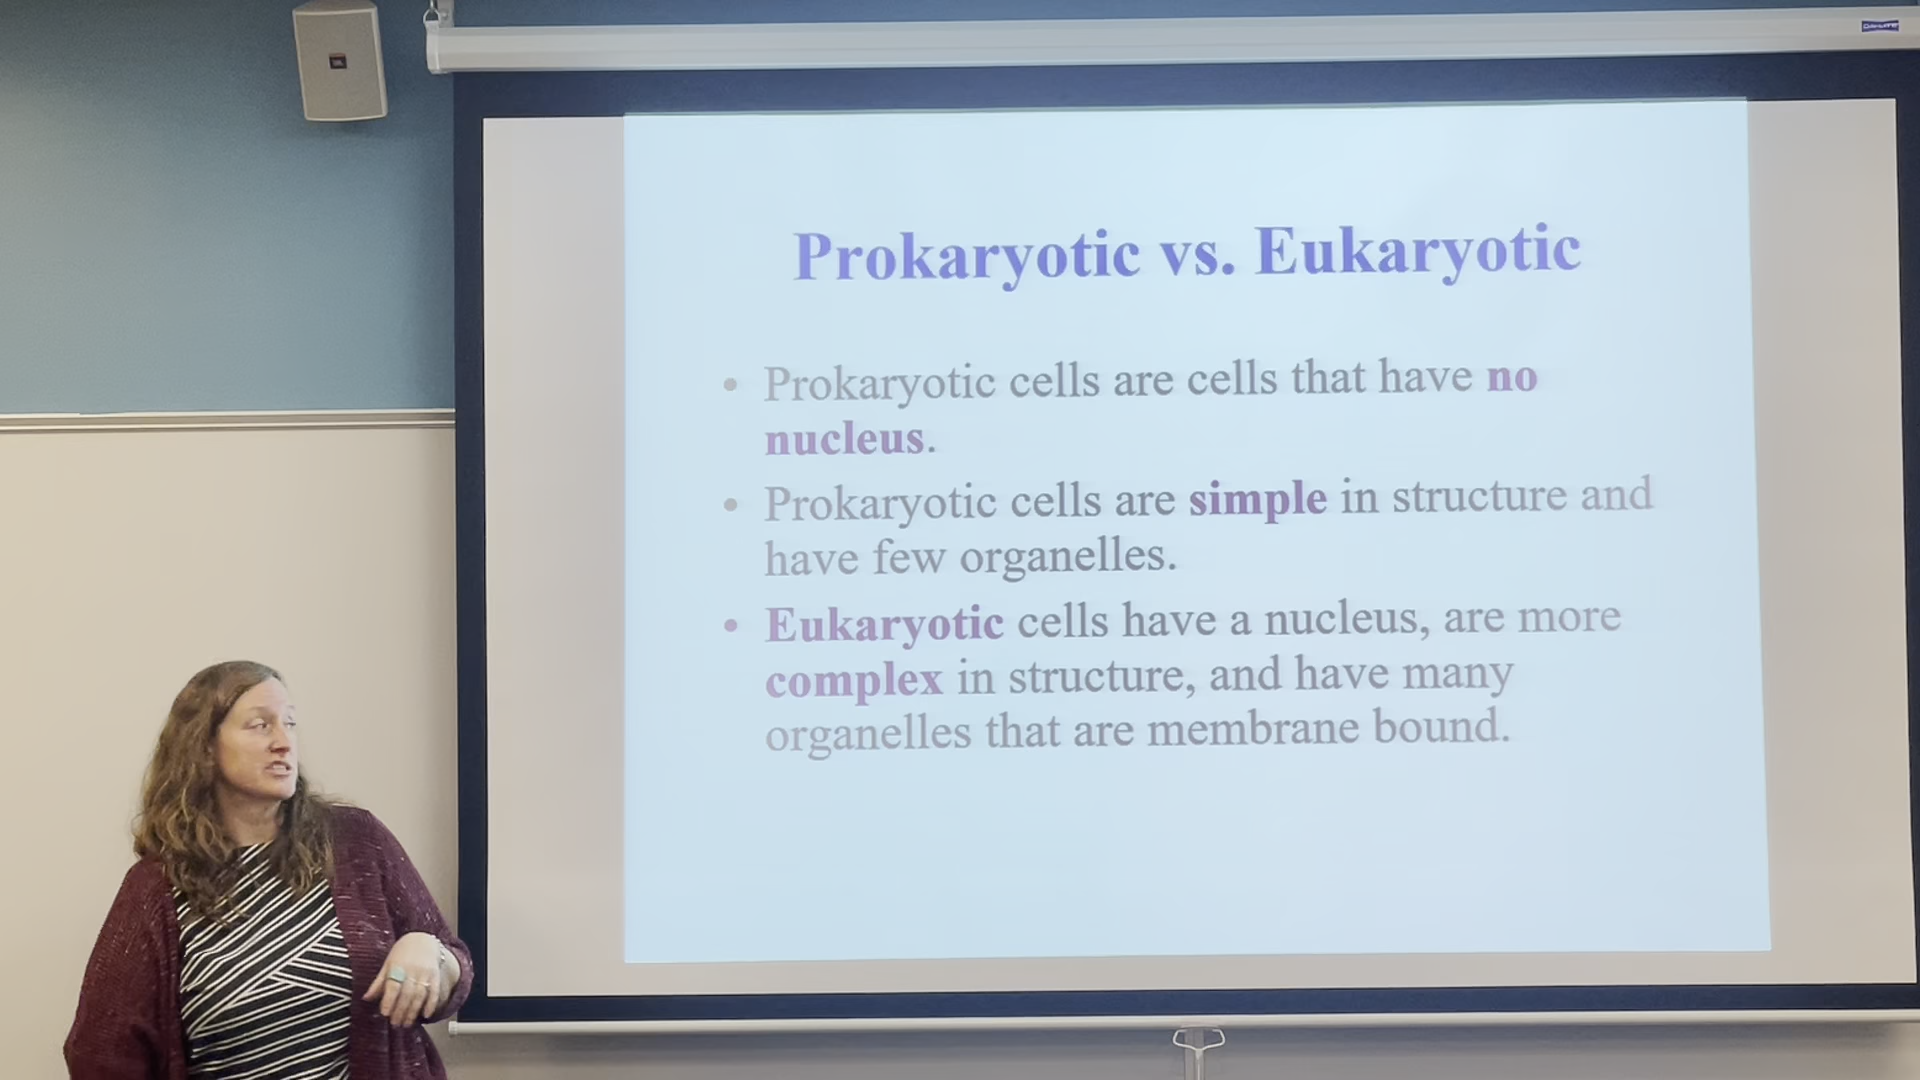 Prokaryotic vs. Eukaryotic
• Prokaryotic cells are cells that have no
nucleus.
• Prokaryotic cells are simple in structure and
have few organelles.
• Eukaryotic cells have a nucleus, are more
complex in structure, and have many
organelles that are membrane bound.